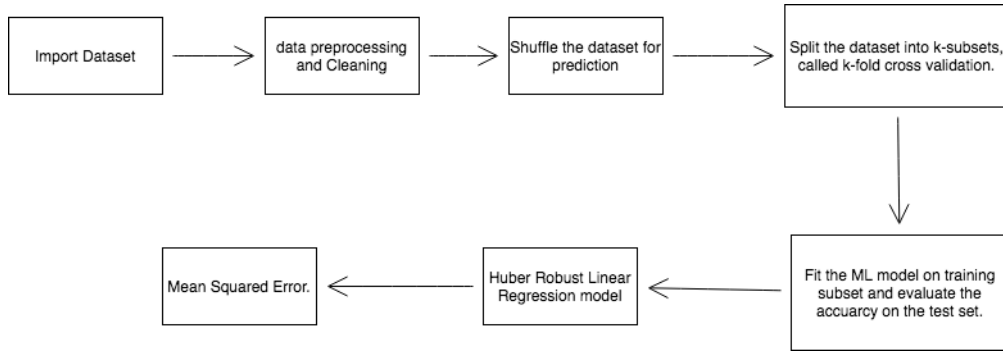 Import Dataset
data preprocessing
and Cleaning
Shuffle the dataset for
prediction
Split the dataset into k-subsets,
called k-fold cross validation.
Fit the ML model on training
subset and evaluate the
accuarcy on the test set.
Huber Robust Linear
Regression model
Mean Squared Error.